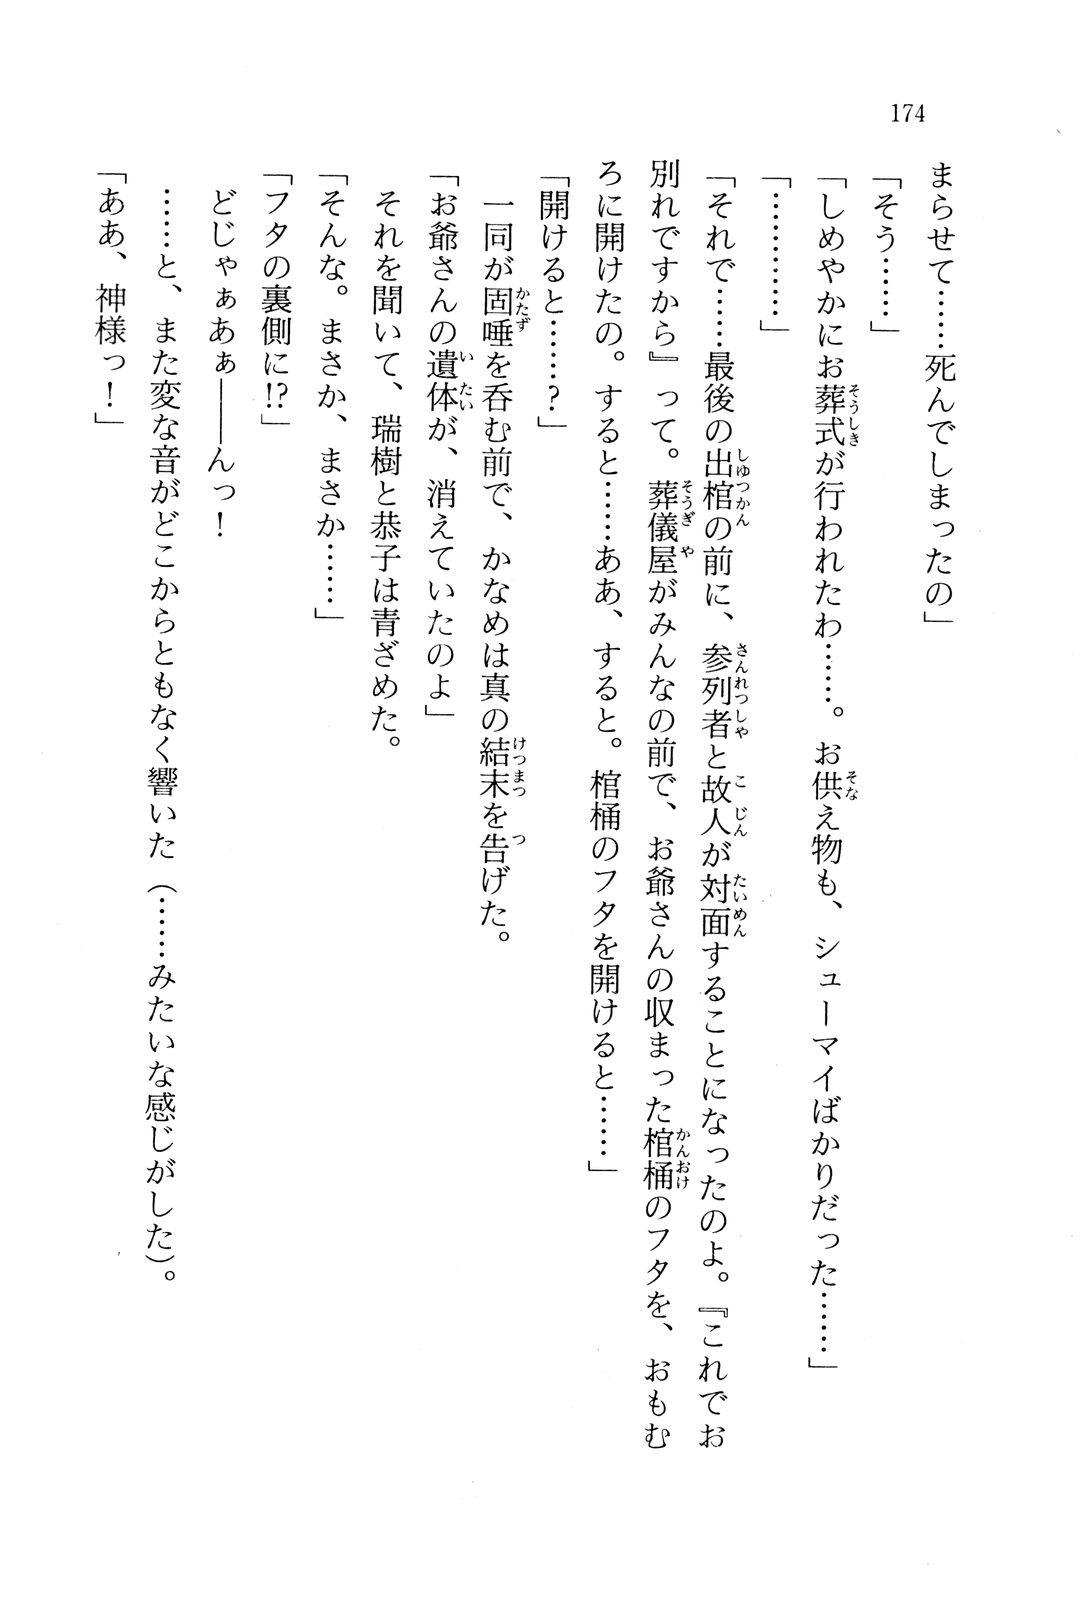 174
まらせて……死んでしまったの」
「そう……」
「しめやかにお葬式が行われたわ……。お供え物も、シューマイばかりだった……」
「…………」
「それで……最後の出棺の前に、参列者と故人が対面することになったのよ。『これでお
別れですから』って。葬儀屋がみんなの前で、お爺さんの収まった棺桶のフタを、おもむ
ろに開けたの。すると……ああ、すると。棺桶のフタを開けると……」
「開けると……?」
一同が固唾を呑む前で、かなめは真の結末を告げた。
「お爺さんの遺体が、消えていたのよ」
それを聞いて、瑞樹と恭子は青ざめた。
「そんな。まさか、まさか……」
「フタの裏側に!?」
どじゃぁあぁ――んっ！
……と、また変な音がどこからともなく響いた（……みたいな感じがした）。
「ああ、神様っ！」